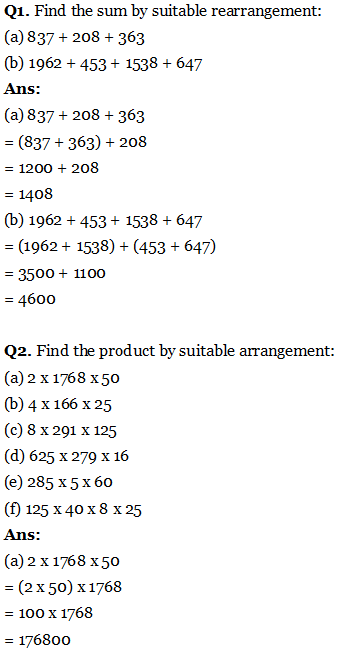 Q1. Find the sum by suitable rearrangement:
(a) 837 + 208 + 363
(b) 1962 + 453 + 1538 + 647
Ans:
(a) 837 + 208 + 363
= (837 + 363) + 208
= 1200 + 208
= 1408
(b) 1962 + 453 + 1538 + 647
= (1962 + 1538) + (453 + 647)
= 3500 + 1100
= 4600
Q2. Find the product by suitable arrangement:
(a) 2 x 1768 x 50
(b) 4 x 166 x 25
(c) 8 x 291 x 125
(d) 625 x 279 x 16
(e) 285 x 5 x 60
(f) 125 x 40 x 8 x 25
Ans:
(a) 2 x 1768 x 50
= (2 x 50) x 1768
= 100 x 1768
= 176800